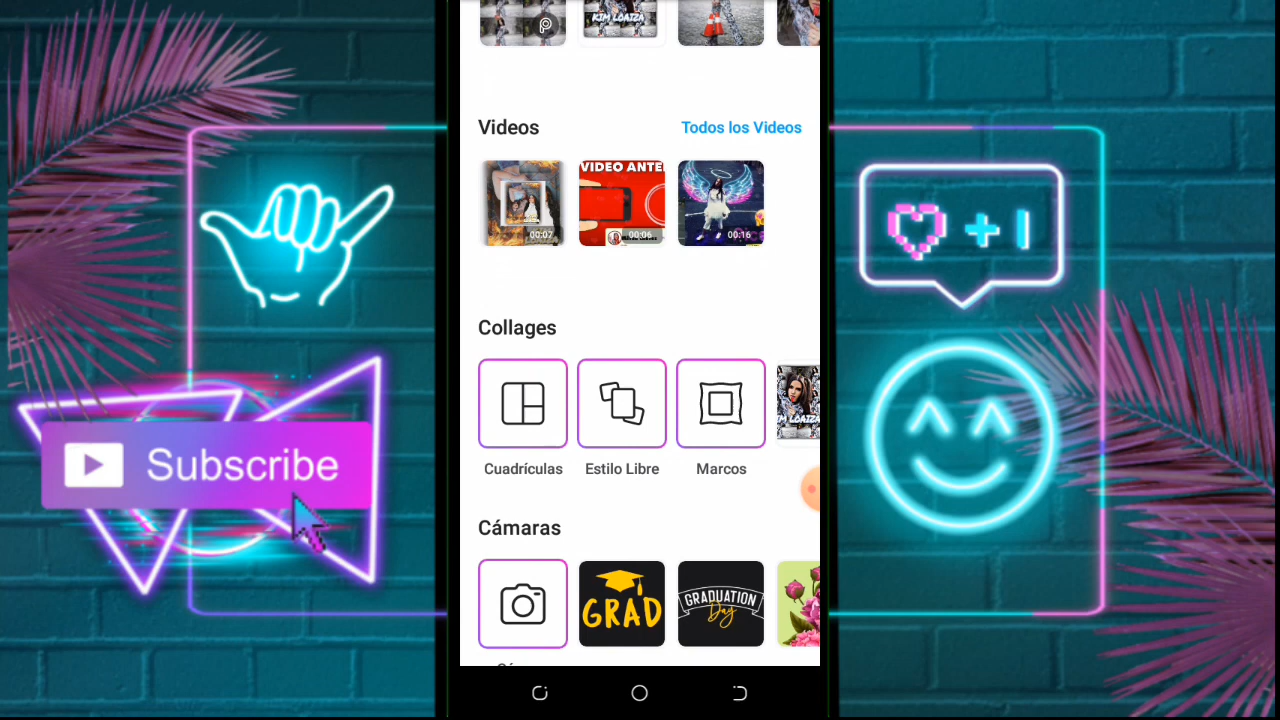 KIM LOAIZA
Videos
Todos los Videos
VIDEO ANTE
00:07
00:06
00:16
+ 1
Collages
Cuadrículas
Estilo Libre
Marcos
Subscribe
Cámaras
GRAD
GRADUATION
Day